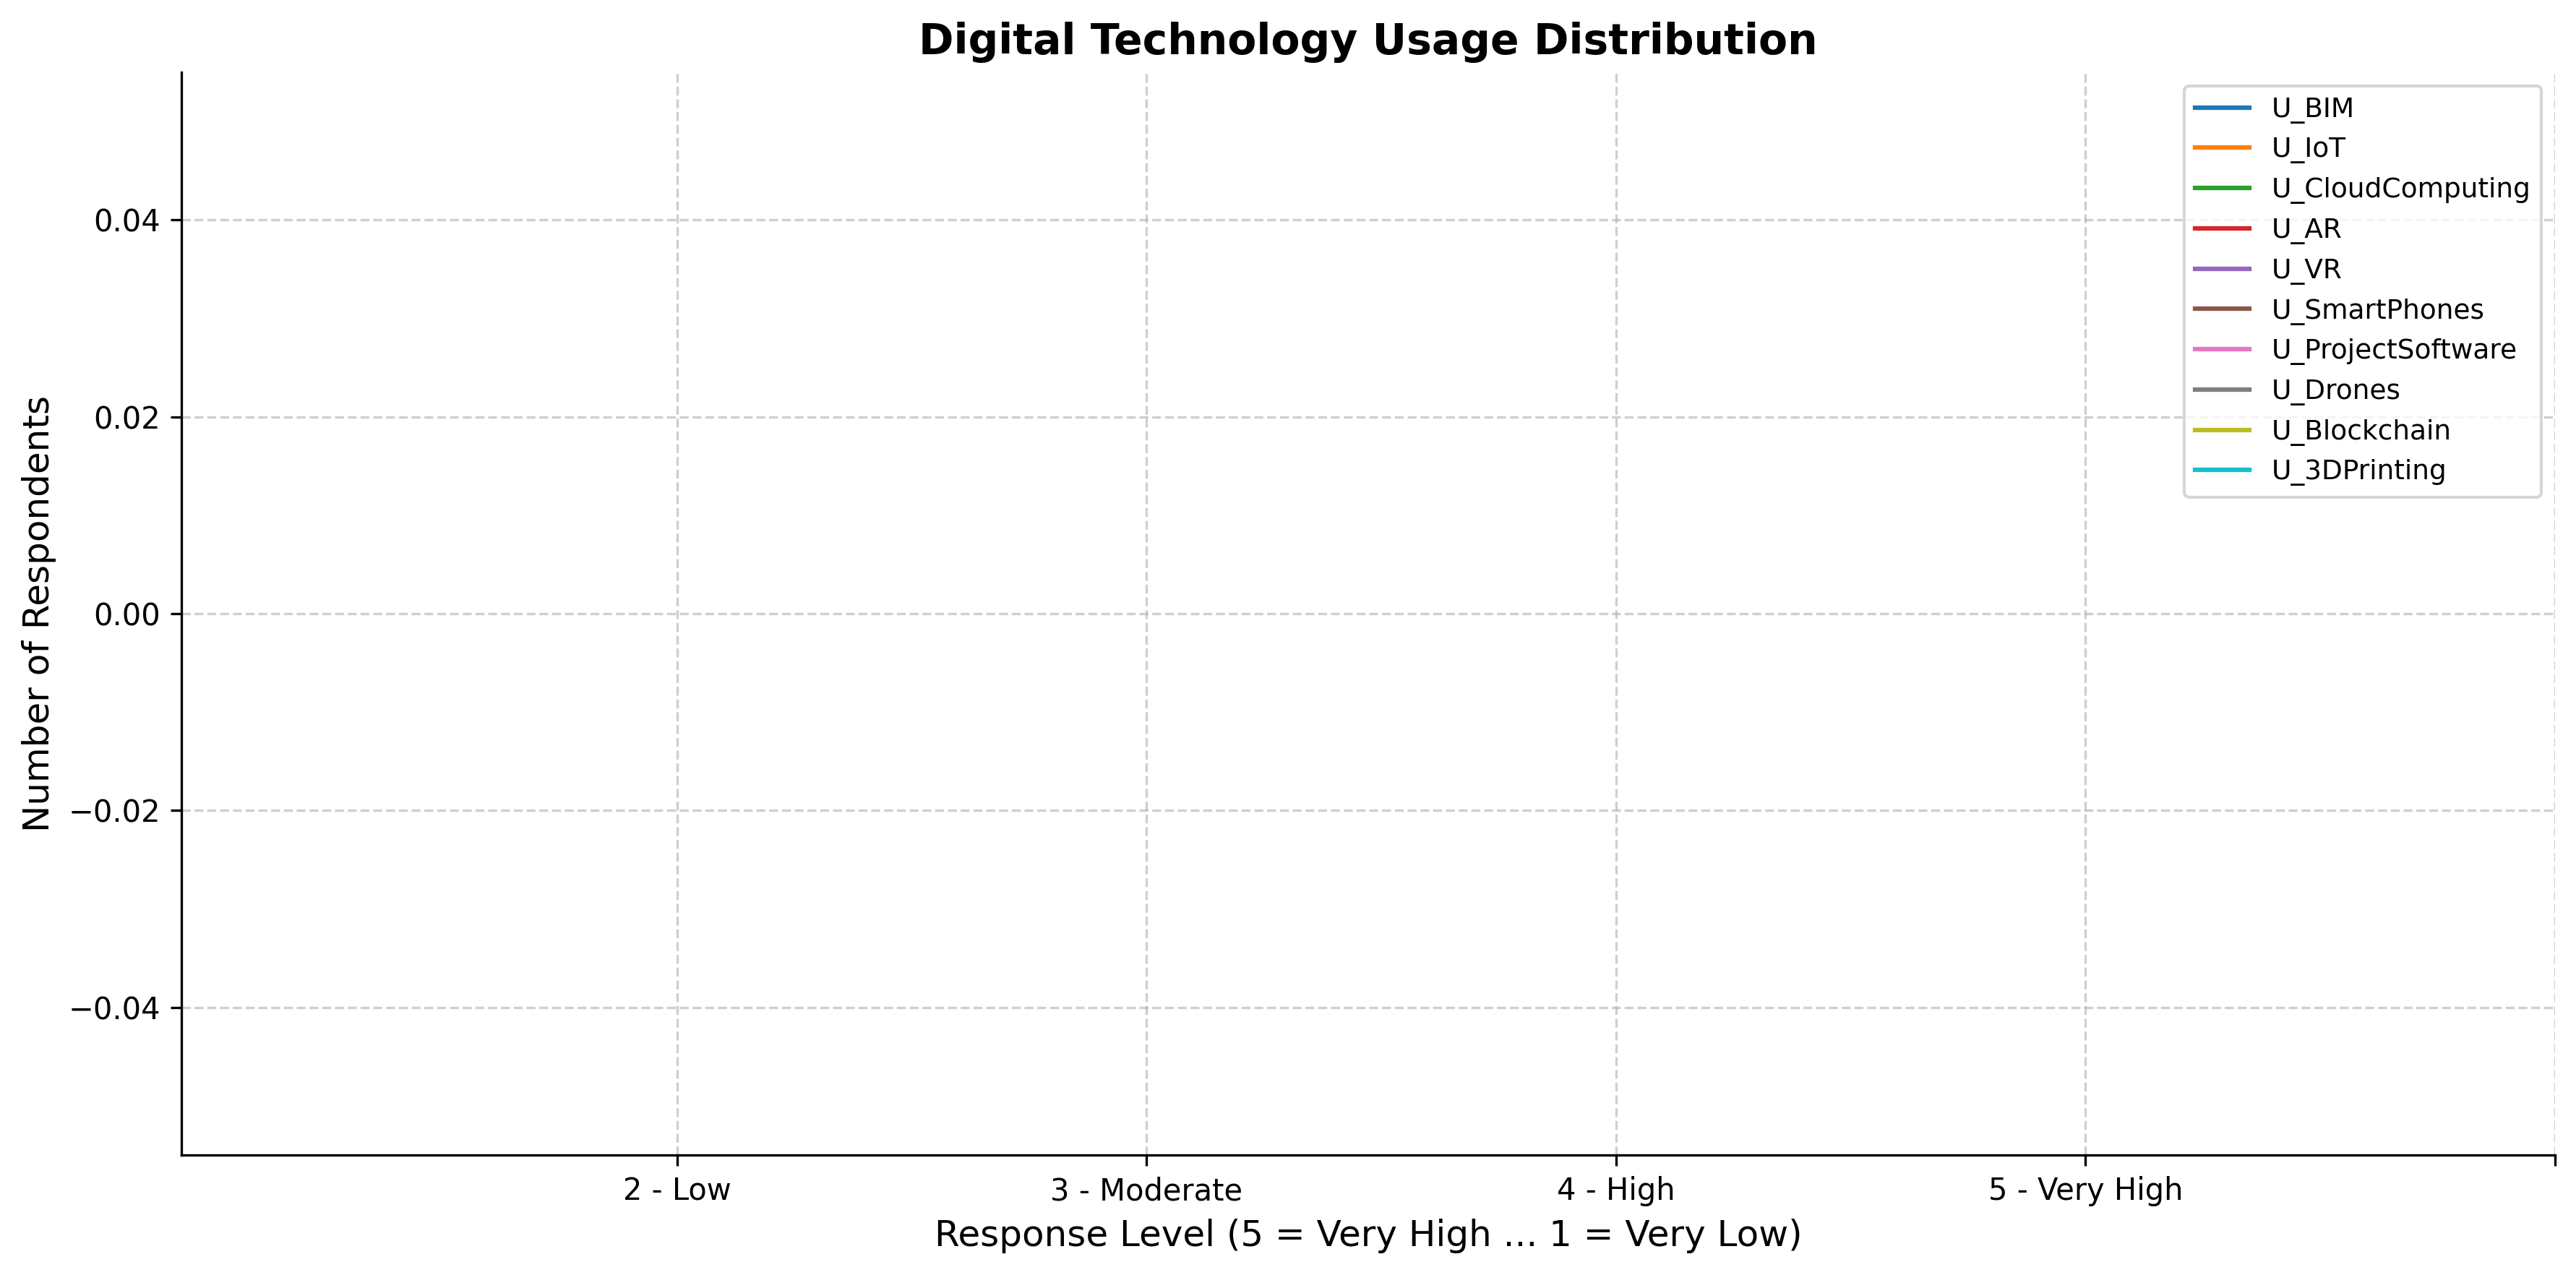 Digital Technology Usage Distribution
U_BIM
U_IoT
U_CloudComputing
U_AR
U_VR
U_SmartPhones
U_ProjectSoftware
U_Drones
U_Blockchain
U_3DPrinting
Number of Respondents
0.04
0.02
0.00
−0.02
−0.04
2 - Low
3 - Moderate
4 - High
5 - Very High
Response Level (5 = Very High ... 1 = Very Low)